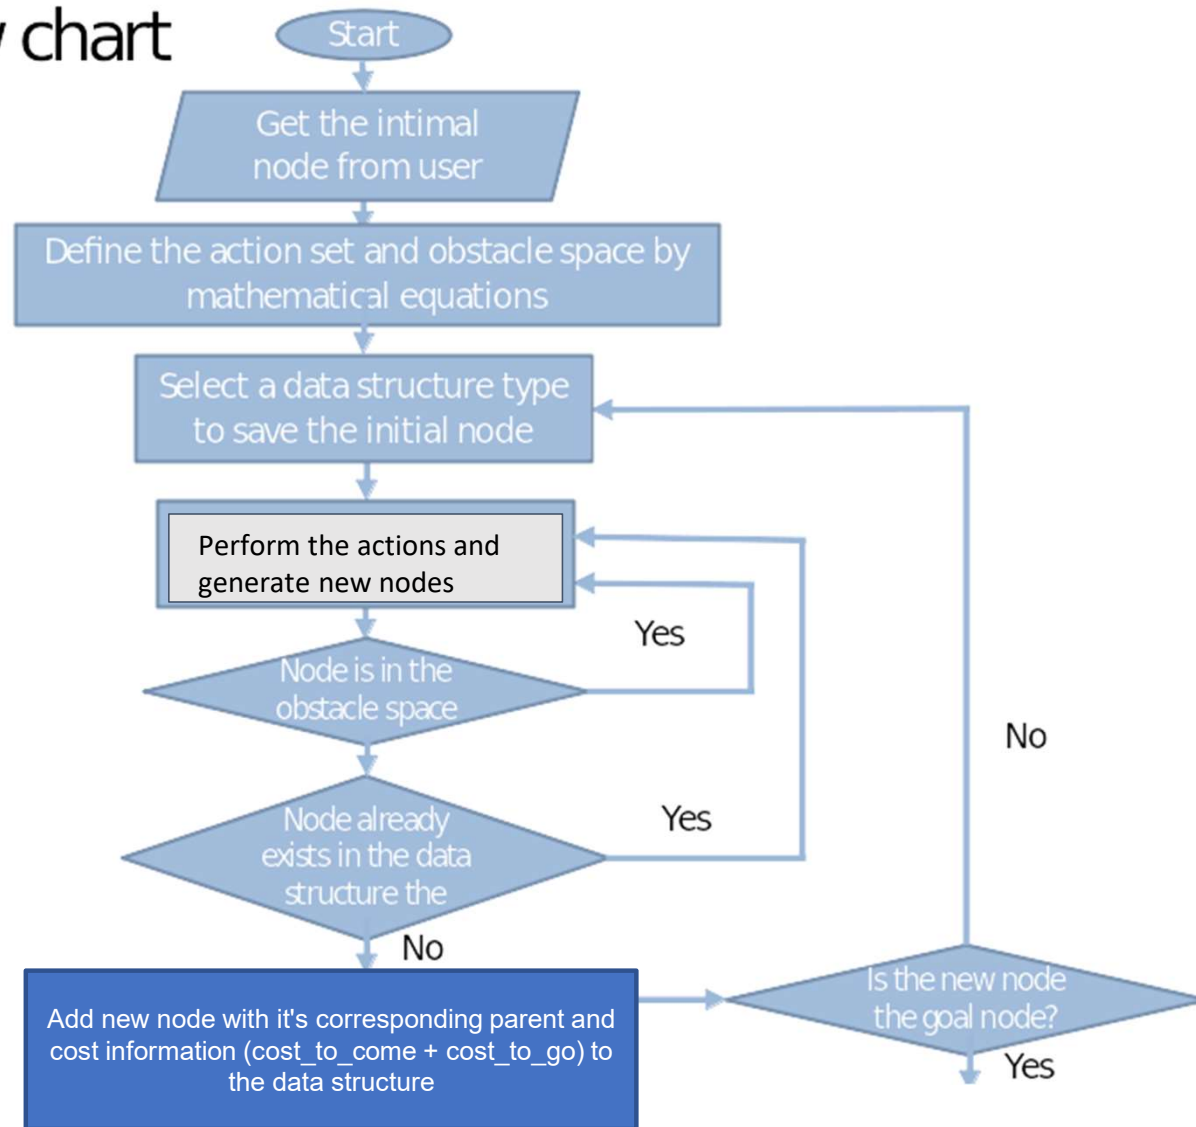 chart
Start
Get the intimal
node from user
Define the action set and obstacle space by
mathematical equations
Select a data structure type
to save the initial node
Perform the actions and
generate new nodes
Yes
Node is in the
obstacle space
No
Node already
exists in the data
structure the
Yes
No
Add new node with it's corresponding parent and
cost information (cost_to_come + cost_to_go) to
the data structure
Is the new node
the goal node?
Yes